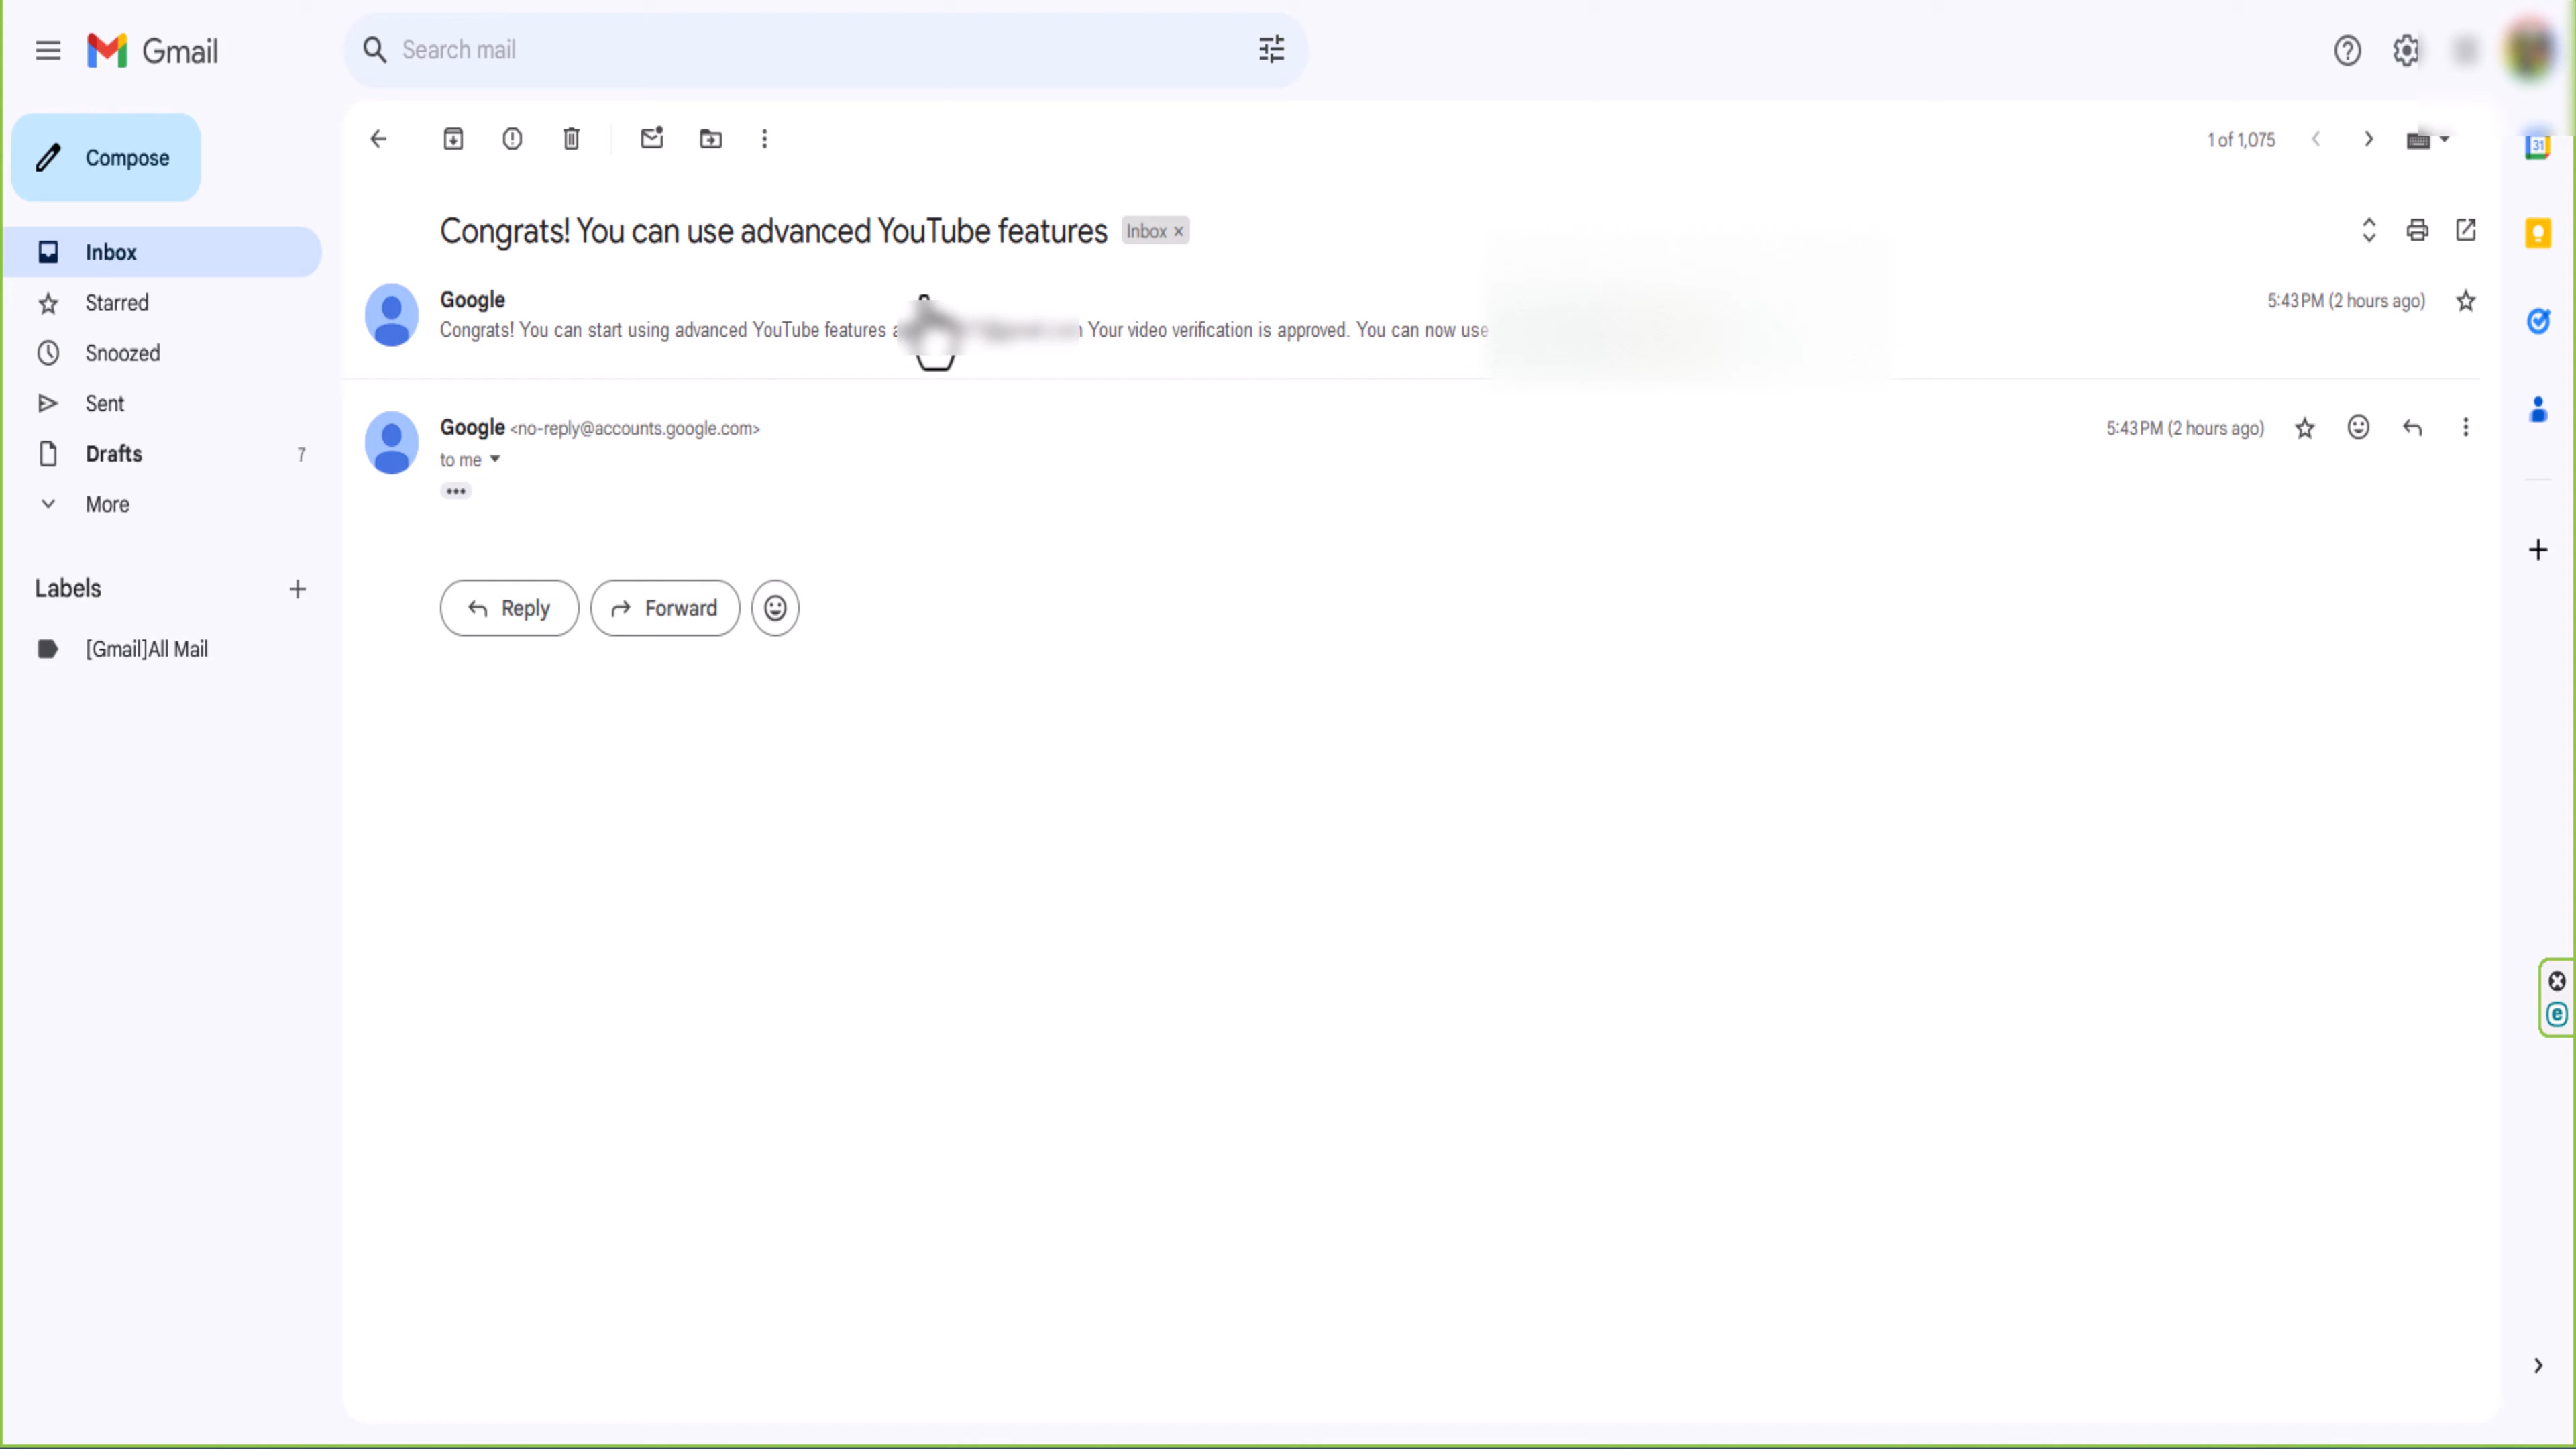 Gmail
Search mail
Compose
1 of 1,075
31
Inbox
Starred
Snoozed
Sent
Drafts 7
More
Labels
[Gmail]All Mail
Congrats! You can use advanced YouTube features Inbox ×
Google 5:43 PM (2 hours ago)
Congrats! You can start using advanced YouTube features Your video verification is approved. You can now use
Google <no-reply@accounts.google.com> 5:43 PM (2 hours ago)
to me
Reply Forward
e